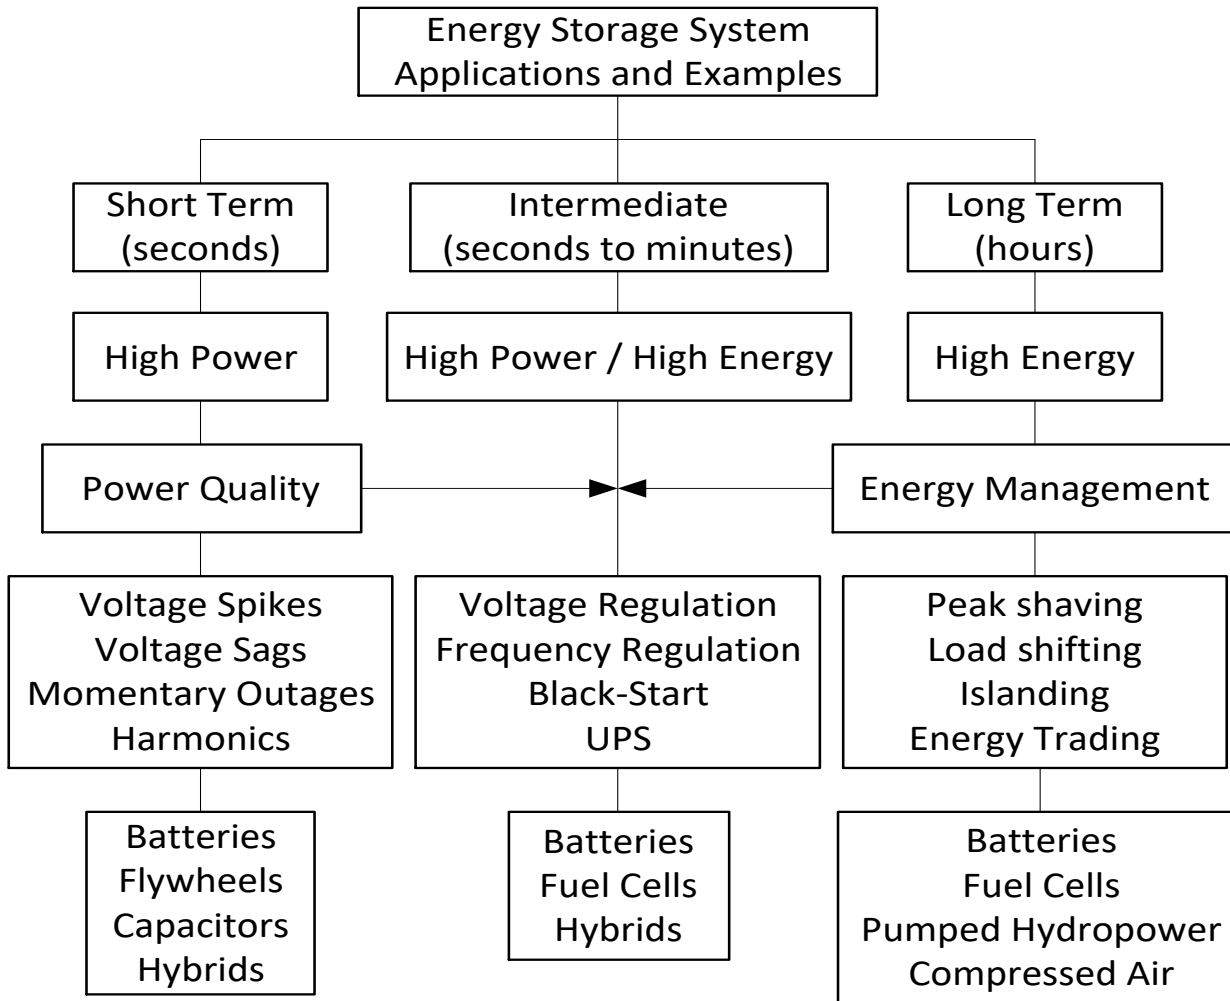 Energy Storage System
Applications and Examples
Short Term
(seconds)
Intermediate
(seconds to minutes)
Long Term
(hours)
High Power
High Power / High Energy
High Energy
Power Quality
Energy Management
Voltage Spikes
Voltage Sags
Momentary Outages
Harmonics
Voltage Regulation
Frequency Regulation
Black-Start
UPS
Peak shaving
Load shifting
Islanding
Energy Trading
Batteries
Flywheels
Capacitors
Hybrids
Batteries
Fuel Cells
Hybrids
Batteries
Fuel Cells
Pumped Hydropower
Compressed Air